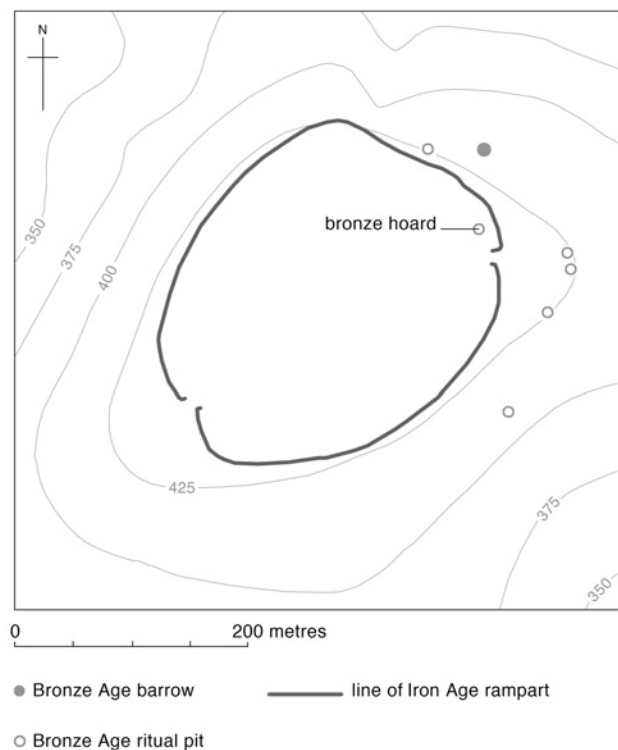 N
bronze hoard
350
375
400
425
375
350
0
200 metres
Bronze Age barrow
line of Iron Age rampart
Bronze Age ritual pit